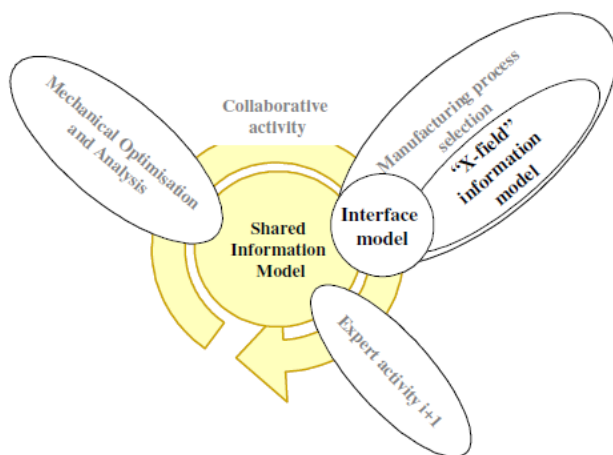 Mechanical Optimisation
and Analysis
Collaborative
activity
Manufacturing process
selection
“X-field”
information
model
Shared
Information
Model
Interface
model
Expert activity i+1